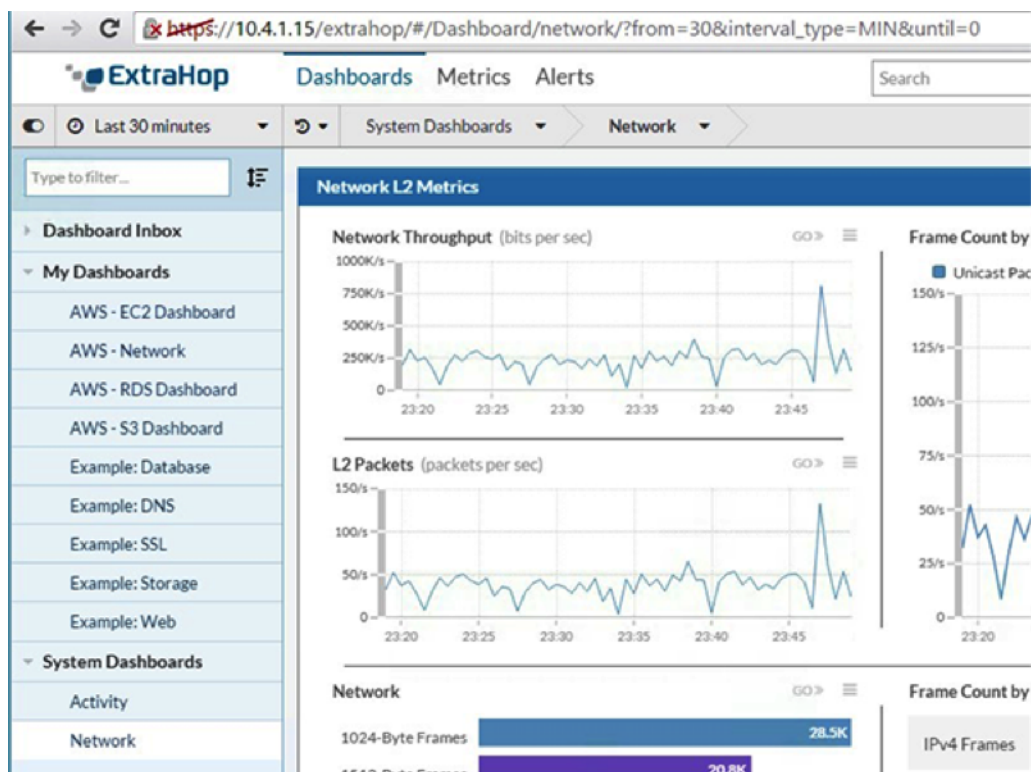 https://10.4.1.15/extrahop/#/Dashboard/network/?from=30&interval_type=MIN&until=0
ExtraHop
Dashboards Metrics Alerts
Search
Last 30 minutes
System Dashboards
Network
Type to filter...
Dashboard Inbox
My Dashboards
AWS - EC2 Dashboard
AWS - Network
AWS - RDS Dashboard
AWS - S3 Dashboard
Example: Database
Example: DNS
Example: SSL
Example: Storage
Example: Web
System Dashboards
Activity
Network
Network L2 Metrics
Network Throughput (bits per sec)
GO»
1000K/s
750K/s
500K/s
250K/s
0
23:20 23:25 23:30 23:35 23:40 23:45
L2 Packets (packets per sec)
GO»
150/s
100/s
50/s
0
23:20 23:25 23:30 23:35 23:40 23:45
Network
GO»
1024-Byte Frames 28.5K
20.8K
Frame Count by
Unicast Pac
150/s
125/s
100/s
75/s
50/s
25/s
0
23:20
Frame Count by
IPv4 Frames